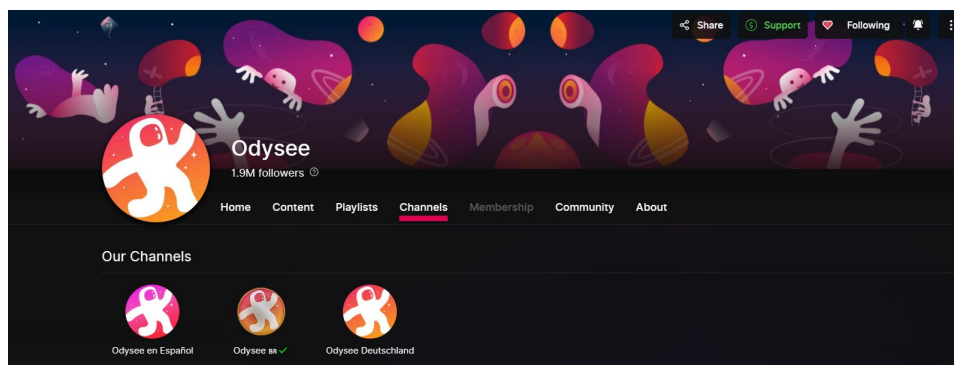 Share Support Following
Odysee
1.9M followers
Home Content Playlists Channels Membership Community About
Our Channels
Odysee en Español Odysee BR Odysee Deutschland